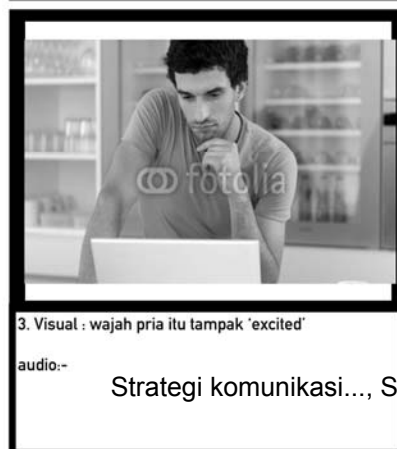 fotolia
3. Visual : wajah pria itu tampak ‘excited’
audio:-
Strategi komunikasi..., S